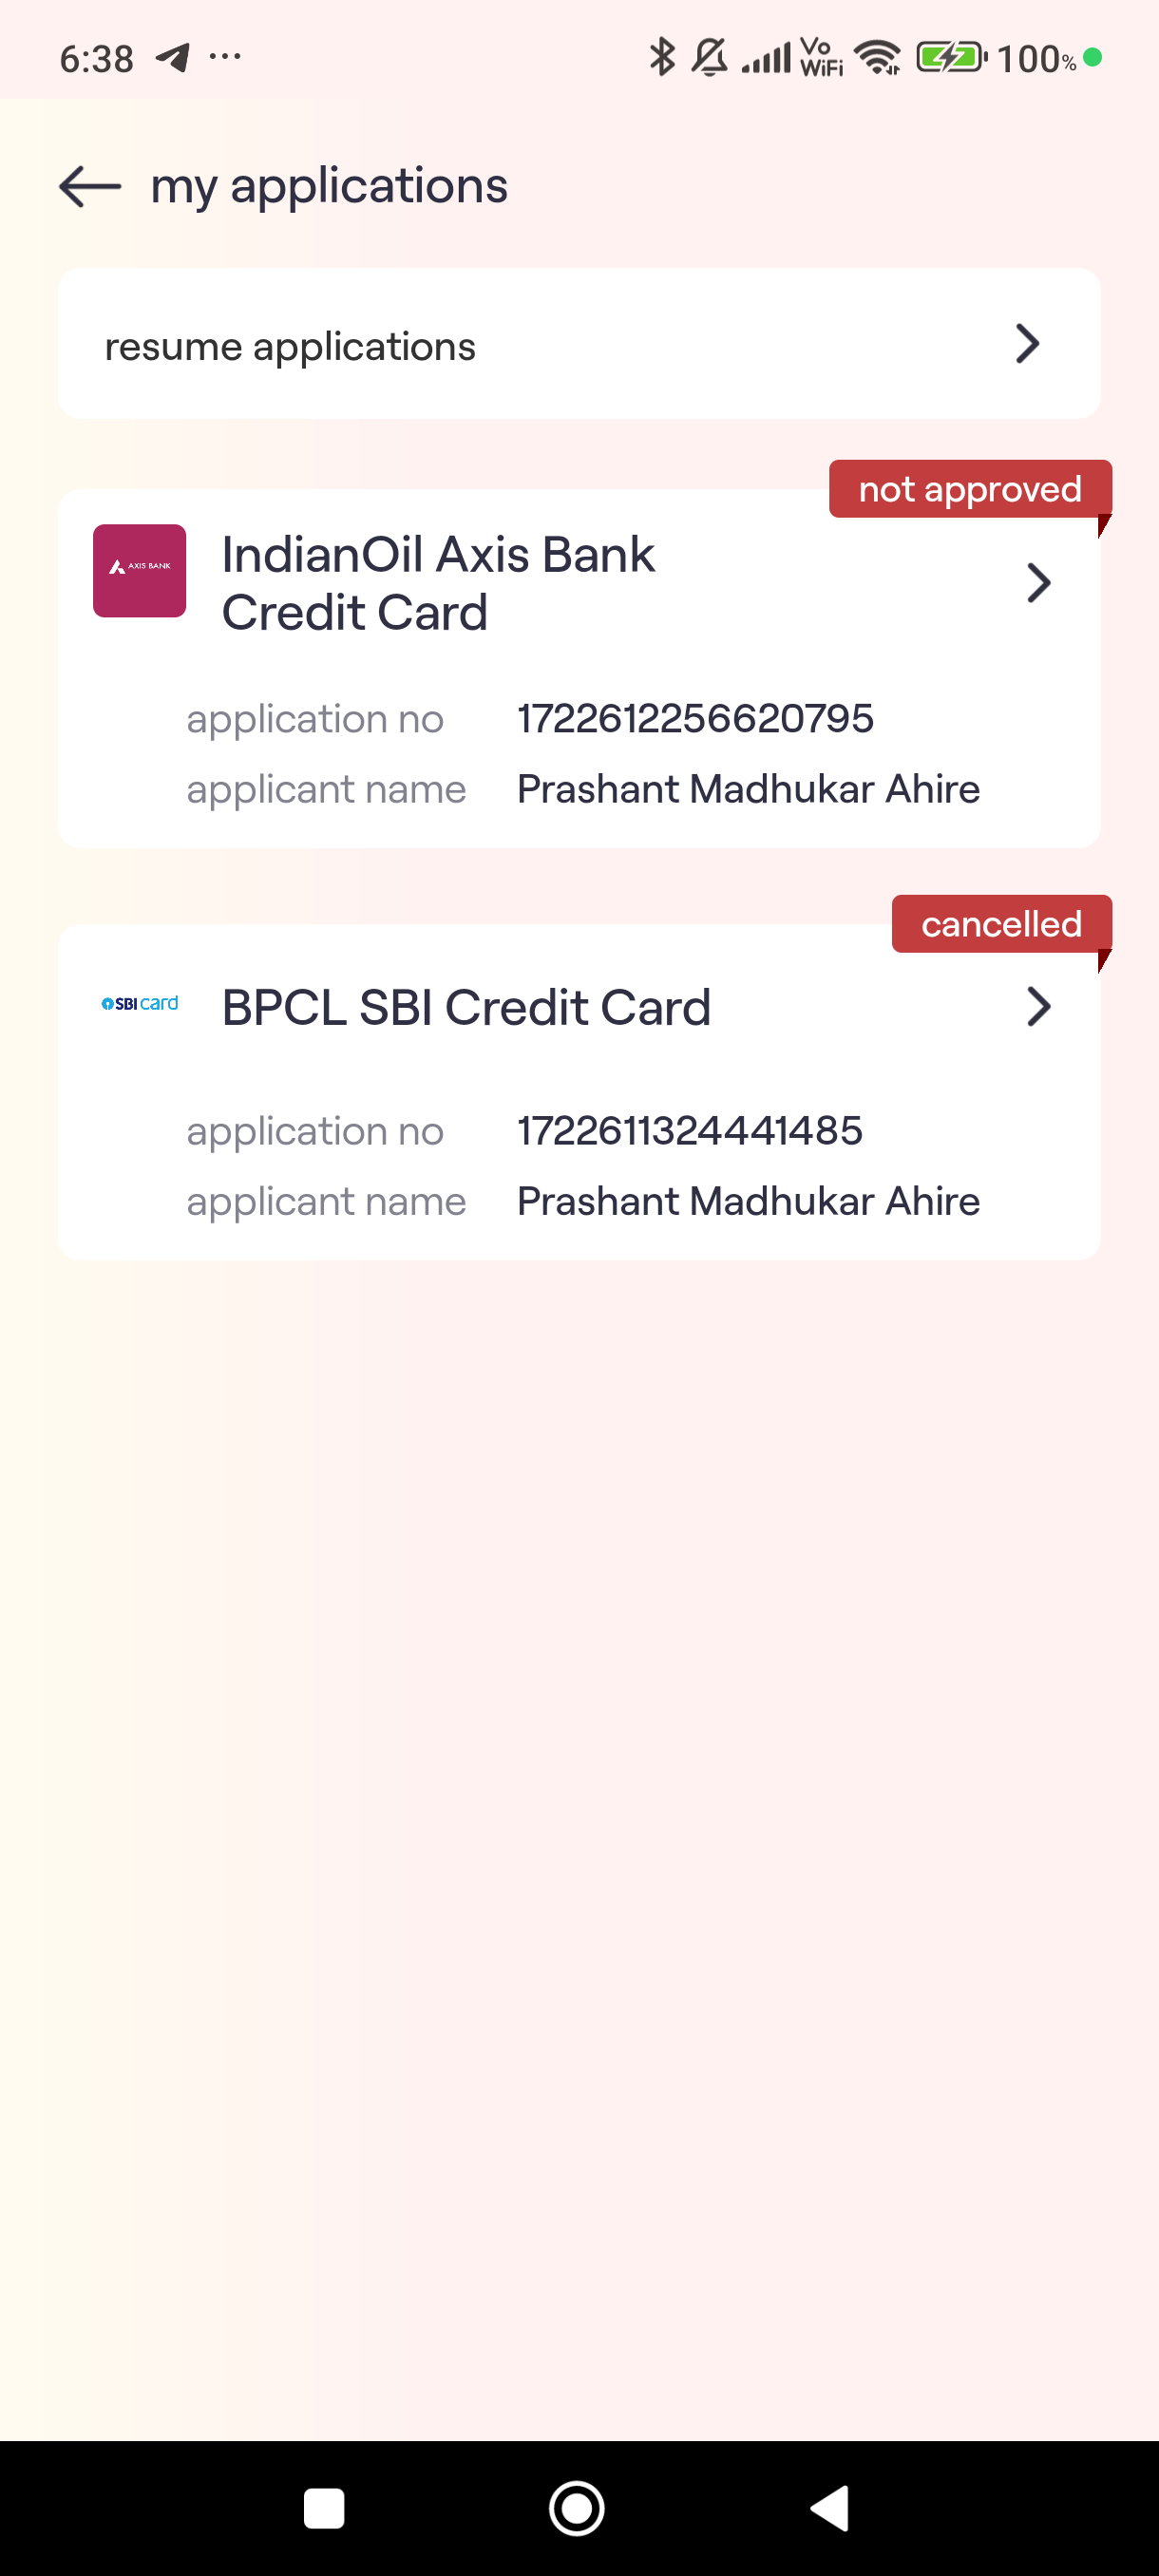 6:38 ... Vo WiFi 100%
my applications
resume applications
not approved
AXIS BANK
IndianOil Axis Bank
Credit Card
application no 1722612256620795
applicant name Prashant Madhukar Ahire
cancelled
SBI card BPCL SBI Credit Card
application no 1722611324441485
applicant name Prashant Madhukar Ahire